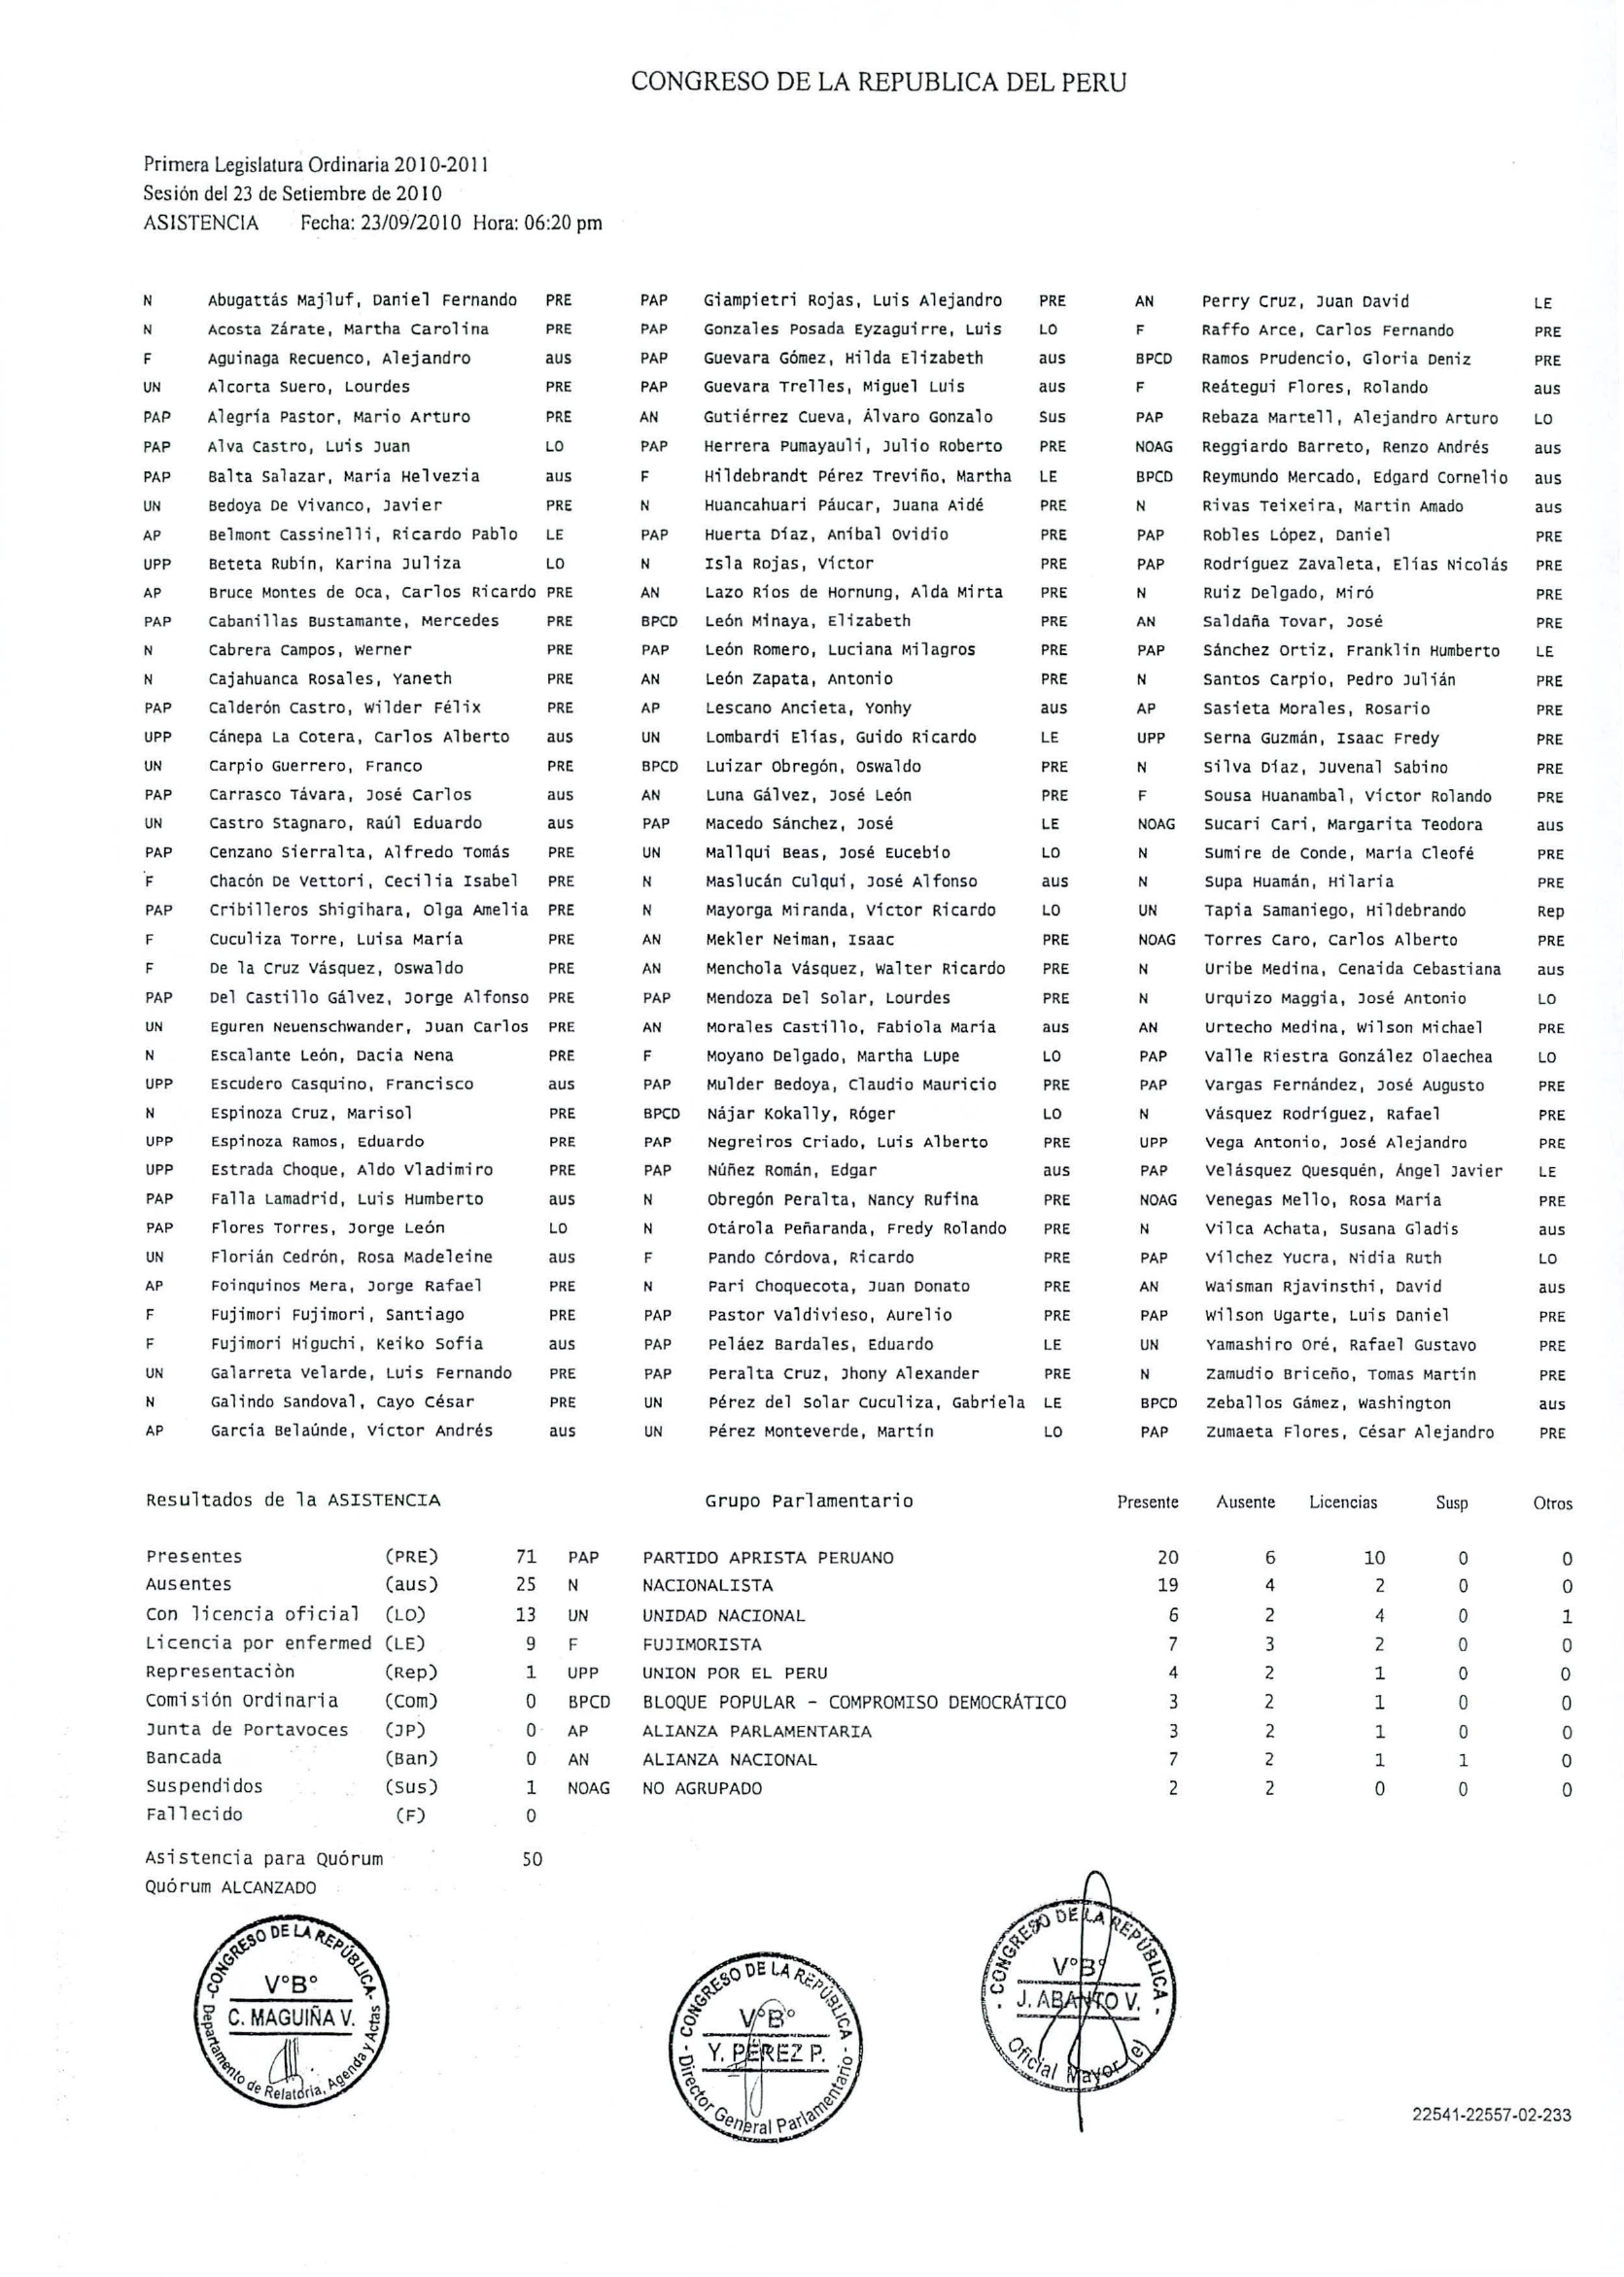 CONGRESO DE LA REPUBLICA DEL PERU
Primera Legislatura Ordinaria 2010-2011
Sesión del 23 de Setiembre de 2010
ASISTENCIA Fecha: 23/09/2010 Hora: 06:20 pm
N Abugattás Majluf, Daniel Fernando PRE PAP Giampietri Rojas, Luis Alejandro PRE AN Perry Cruz, Juan David LE
N Acosta Zárate, Martha Carolina PRE PAP Gonzales Posada Eyzaguirre, Luis LO F Raffo Arce, Carlos Fernando PRE
F Aguinaga Recuenco, Alejandro aus PAP Guevara Gómez, Hilda Elizabeth aus BPCD Ramos Prudencio, Gloria Deniz PRE
UN Alcorta Suero, Lourdes PRE PAP Guevara Trelles, Miguel Luis aus F Reátegui Flores, Rolando aus
PAP Alegría Pastor, Mario Arturo PRE AN Gutiérrez Cueva, Álvaro Gonzalo Sus PAP Rebaza Martell, Alejandro Arturo LO
PAP Alva Castro, Luis Juan LO PAP Herrera Pumayauli, Julio Roberto PRE NOAG Reggiardo Barreto, Renzo Andrés aus
PAP Balta Salazar, María Helvezia aus F Hildebrandt Pérez Treviño, Martha LE BPCD Reymundo Mercado, Edgard Cornelio aus
UN Bedoya De Vivanco, Javier PRE N Huancahuari Páucar, Juana Aidé PRE N Rivas Teixeira, Martin Amado aus
AP Belmont Cassinelli, Ricardo Pablo LE PAP Huerta Díaz, Aníbal Ovidio PRE PAP Robles López, Daniel PRE
UPP Beteta Rubín, Karina Juliza LO N Isla Rojas, Víctor PRE PAP Rodríguez Zavaleta, Elías Nicolás PRE
AP Bruce Montes de Oca, Carlos Ricardo PRE AN Lazo Ríos de Hornung, Alda Mirta PRE N Ruiz Delgado, Miró PRE
PAP Cabanillas Bustamante, Mercedes PRE BPCD León Minaya, Elizabeth PRE AN Saldaña Tovar, José PRE
N Cabrera Campos, Werner PRE PAP León Romero, Luciana Milagros PRE PAP Sánchez Ortiz, Franklin Humberto LE
N Cajahuanca Rosales, Yaneth PRE AN León Zapata, Antonio PRE N Santos Carpio, Pedro Julián PRE
PAP Calderón Castro, Wilder Félix PRE AP Lescano Ancieta, Yonhy aus AP Sasieta Morales, Rosario PRE
UPP Cánepa La Cotera, Carlos Alberto aus UN Lombardi Elías, Guido Ricardo LE UPP Serna Guzmán, Isaac Fredy PRE
UN Carpio Guerrero, Franco PRE BPCD Luizar Obregón, Oswaldo PRE N Silva Díaz, Juvenal Sabino PRE
PAP Carrasco Távara, José Carlos aus AN Luna Gálvez, José León PRE F Sousa Huanambal, Víctor Rolando PRE
UN Castro Stagnaro, Raúl Eduardo aus PAP Macedo Sánchez, José LE NOAG Sucari Cari, Margarita Teodora aus
PAP Cenzano Sierralta, Alfredo Tomás PRE UN Mallqui Beas, José Eucebio LO N Sumire de Conde, María Cleofé PRE
F Chacón De Vettori, Cecilia Isabel PRE N Maslucán Culqui, José Alfonso aus N Supa Huamán, Hilaria PRE
PAP Cribilleros Shigihara, Olga Amelia PRE N Mayorga Miranda, Víctor Ricardo LO UN Tapia Samaniego, Hildebrando Rep
F Cuculiza Torre, Luisa María PRE AN Mekler Neiman, Isaac PRE NOAG Torres Caro, Carlos Alberto PRE
F De la Cruz Vásquez, Oswaldo PRE AN Menchola Vásquez, Walter Ricardo PRE N Uribe Medina, Cenaida Cebastiana aus
PAP Del Castillo Gálvez, Jorge Alfonso PRE PAP Mendoza Del Solar, Lourdes PRE N Urquizo Maggia, José Antonio LO
UN Eguren Neuenschwander, Juan Carlos PRE AN Morales Castillo, Fabiola María aus AN Urtecho Medina, Wilson Michael PRE
N Escalante León, Dacia Nena PRE F Moyano Delgado, Martha Lupe LO PAP Valle Riestra González Olaechea LO
UPP Escudero Casquino, Francisco aus PAP Mulder Bedoya, Claudio Mauricio PRE PAP Vargas Fernández, José Augusto PRE
N Espinoza Cruz, Marisol PRE BPCD Nájar Kokally, Róger LO N Vásquez Rodríguez, Rafael PRE
UPP Espinoza Ramos, Eduardo PRE PAP Negreiros Criado, Luis Alberto PRE UPP Vega Antonio, José Alejandro PRE
UPP Estrada Choque, Aldo Vladimiro PRE PAP Núñez Román, Edgar aus PAP Velásquez Quesquén, Ángel Javier LE
PAP Falla Lamadrid, Luis Humberto aus N Obregón Peralta, Nancy Rufina PRE NOAG Venegas Mello, Rosa María PRE
PAP Flores Torres, Jorge León LO N Otárola Peñaranda, Fredy Rolando PRE N Vilca Achata, Susana Gladis aus
UN Florián Cedrón, Rosa Madeleine aus F Pando Córdova, Ricardo PRE PAP Vílchez Yucra, Nidia Ruth LO
AP Foinquinos Mera, Jorge Rafael PRE N Pari Choquecota, Juan Donato PRE AN Waisman Rjavinsthi, David aus
F Fujimori Fujimori, Santiago PRE PAP Pastor Valdivieso, Aurelio PRE PAP Wilson Ugarte, Luis Daniel PRE
F Fujimori Higuchi, Keiko Sofía aus PAP Peláez Bardales, Eduardo LE UN Yamashiro Oré, Rafael Gustavo PRE
UN Galarreta Velarde, Luis Fernando PRE PAP Peralta Cruz, Jhony Alexander PRE N Zamudio Briceño, Tomas Martín PRE
N Galindo Sandoval, Cayo César PRE UN Pérez del Solar Cuculiza, Gabriela LE BPCD Zeballos Gámez, Washington aus
AP García Belaúnde, Víctor Andrés aus UN Pérez Monteverde, Martín LO PAP Zumaeta Flores, César Alejandro PRE
Resultados de la ASISTENCIA Grupo Parlamentario Presente Ausente Licencias Susp Otros
Presentes (PRE) 71 PAP PARTIDO APRISTA PERUANO 20 6 10 0 0
Ausentes (aus) 25 N NACIONALISTA 19 4 2 0 0
Con licencia oficial (LO) 13 UN UNIDAD NACIONAL 6 2 4 0 1
Licencia por enfermed (LE) 9 F FUJIMORISTA 7 3 2 0 0
Representaciòn (Rep) 1 UPP UNION POR EL PERU 4 2 1 0 0
Comisión Ordinaria (Com) 0 BPCD BLOQUE POPULAR - COMPROMISO DEMOCRÁTICO 3 2 1 0 0
Junta de Portavoces (JP) 0 AP ALIANZA PARLAMENTARIA 3 2 1 0 0
Bancada (Ban) 0 AN ALIANZA NACIONAL 7 2 1 1 0
Suspendidos (Sus) 1 NOAG NO AGRUPADO 2 2 0 0 0
Fallecido (F) 0
Asistencia para Quórum 50
Quórum ALCANZADO
-CONGRESO DE LA REPÚBLICA-
V°B°
C. MAGUIÑA V.
Departamento de Relatoría, Agenda y Actas
- CONGRESO DE LA REPÚBLICA -
V°B°
Y. PÉREZ P.
Director General Parlamentario
- CONGRESO DE LA REPÚBLICA -
V°B°
J. ABANTO V.
Oficial Mayor (e)
22541-22557-02-233